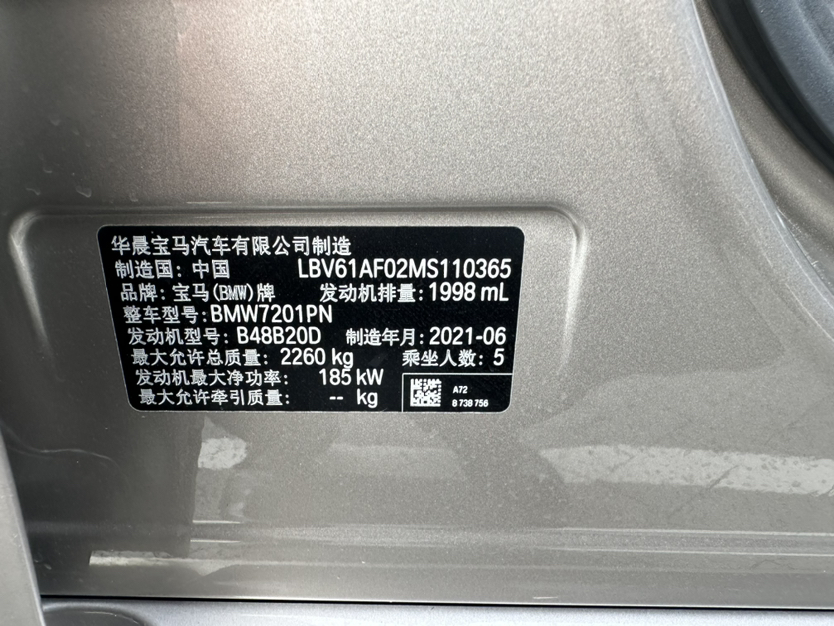 华晨宝马汽车有限公司制造
制造国：中国 LBV61AF02MS110365
品牌：宝马(BMW)牌 发动机排量：1998 mL
整车型号：BMW7201PN
发动机型号：B48B20D 制造年月：2021-06
最大允许总质量：2260 kg 乘坐人数：5
发动机最大净功率： 185 kW
最大允许牵引质量： -- kg
A72
8 738 756